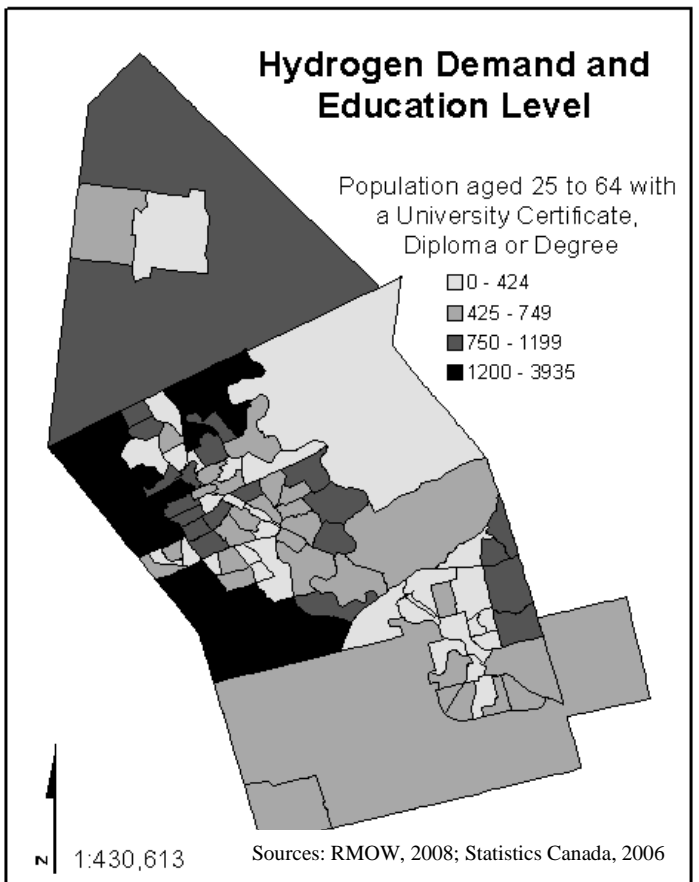 Hydrogen Demand and
Education Level
Population aged 25 to 64 with
a University Certificate,
Diploma or Degree
0 - 424
425 - 749
750 - 1199
1200 - 3935
N
1:430,613
Sources: RMOW, 2008; Statistics Canada, 2006